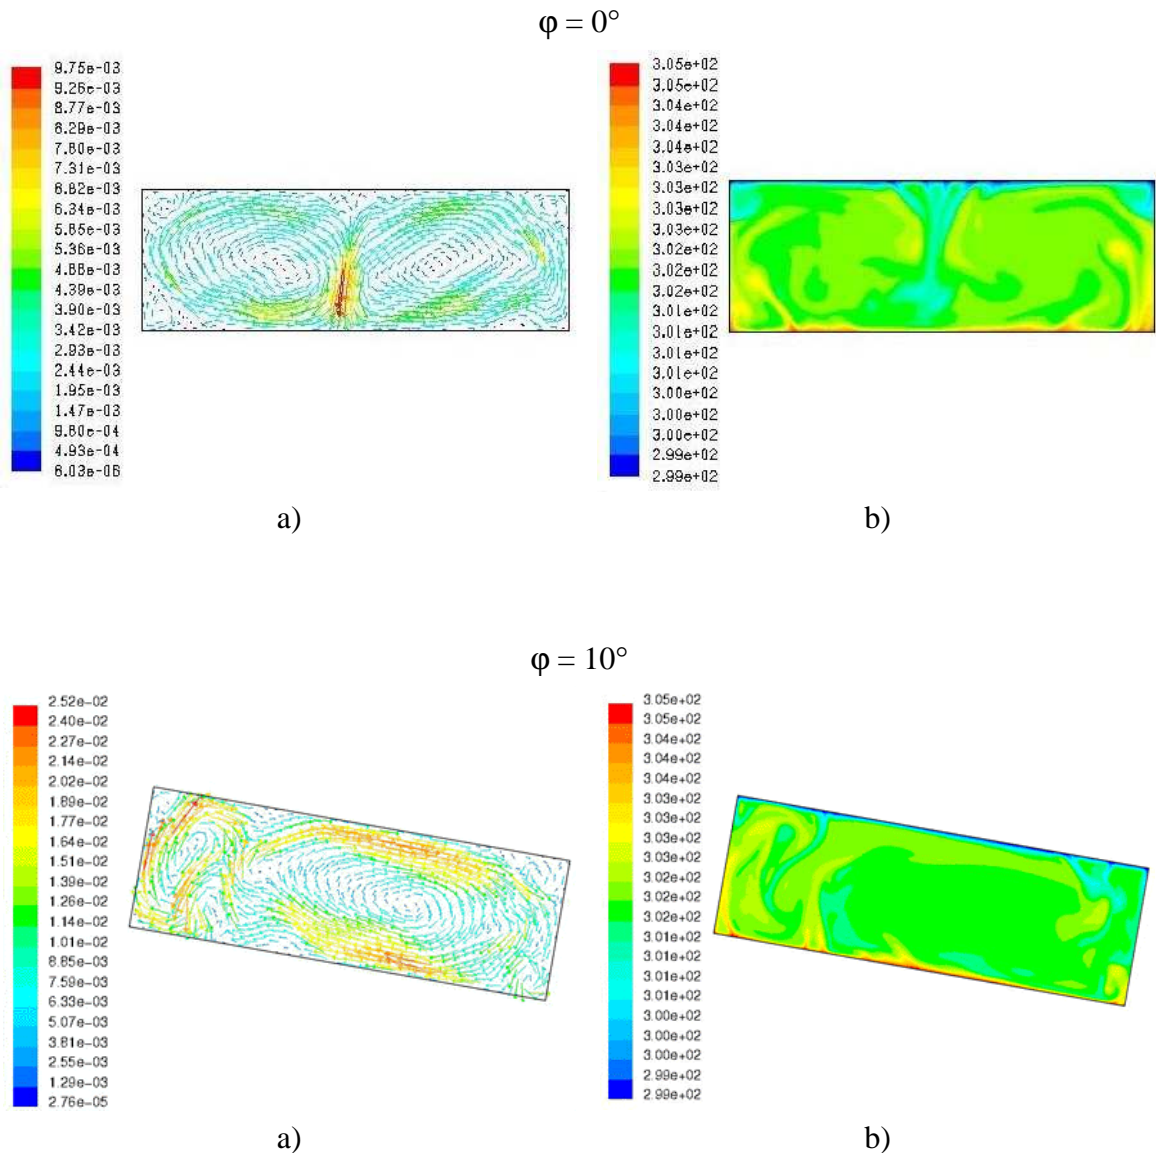 φ = 0°
9.75e-03
9.26e-03
8.77e-03
8.29e-03
7.80e-03
7.31e-03
6.82e-03
6.34e-03
5.85e-03
5.36e-03
4.88e-03
4.39e-03
3.90e-03
3.42e-03
2.93e-03
2.44e-03
1.95e-03
1.47e-03
9.80e-04
4.93e-04
6.03e-06
3.05e+02
3.05e+02
3.04e+02
3.04e+02
3.04e+02
3.03e+02
3.03e+02
3.03e+02
3.03e+02
3.02e+02
3.02e+02
3.02e+02
3.01e+02
3.01e+02
3.01e+02
3.01e+02
3.00e+02
3.00e+02
3.00e+02
2.99e+02
2.99e+02
a)
b)
φ = 10°
2.52e-02
2.40e-02
2.27e-02
2.14e-02
2.02e-02
1.89e-02
1.77e-02
1.64e-02
1.51e-02
1.39e-02
1.26e-02
1.14e-02
1.01e-02
8.85e-03
7.59e-03
6.33e-03
5.07e-03
3.81e-03
2.55e-03
1.29e-03
2.76e-05
3.05e+02
3.05e+02
3.04e+02
3.04e+02
3.04e+02
3.03e+02
3.03e+02
3.03e+02
3.03e+02
3.02e+02
3.02e+02
3.02e+02
3.01e+02
3.01e+02
3.01e+02
3.00e+02
3.00e+02
3.00e+02
2.99e+02
2.99e+02
a)
b)